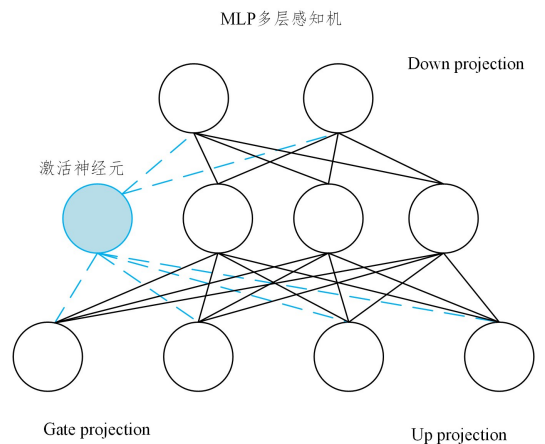 MLP多层感知机
Down projection
激活神经元
Gate projection
Up projection